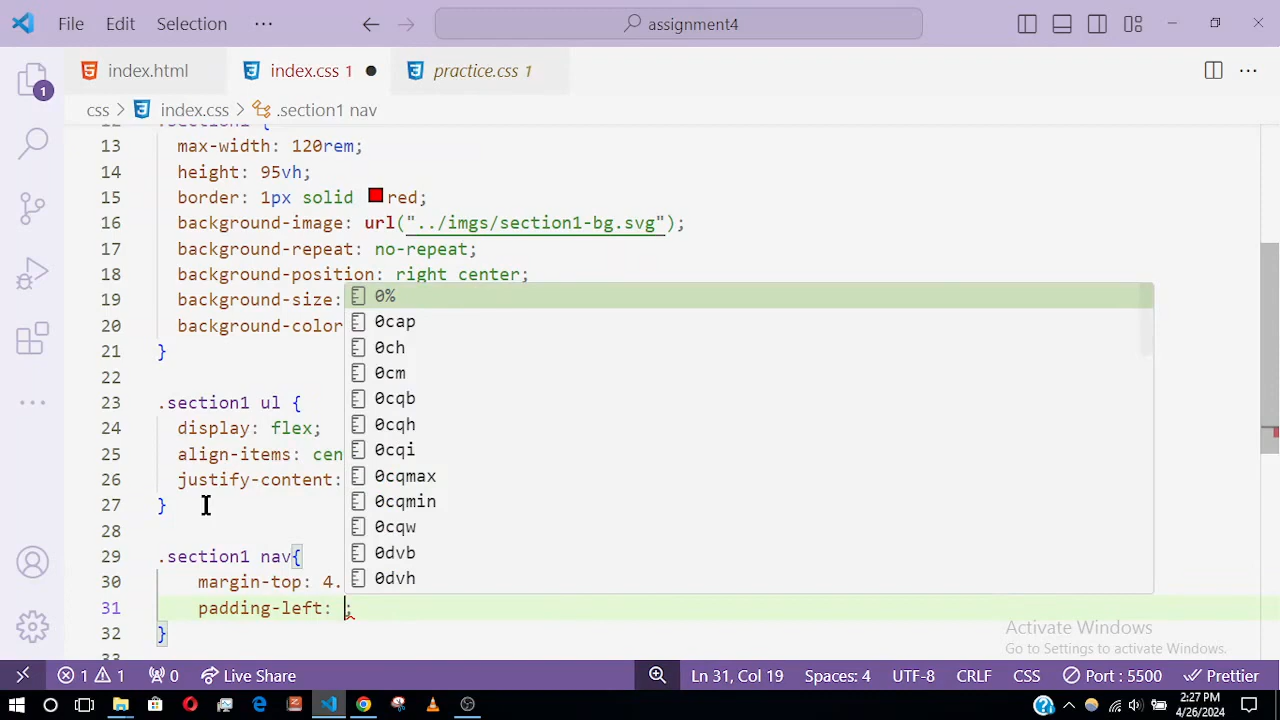 File Edit Selection ··· assignment4
index.html index.css 1 practice.css 1 ···
css > index.css > .section1 nav
12 .section1 {
13 max-width: 120rem;
14 height: 95vh;
15 border: 1px solid red;
16 background-image: url("../imgs/section1-bg.svg");
17 background-repeat: no-repeat;
18 background-position: right center;
19 background-size:
20 background-color
21 }
22
23 .section1 ul {
24 display: flex;
25 align-items: cen
26 justify-content:
27 }
28
29 .section1 nav{
30 margin-top: 4.
31 padding-left: ;
32 }
33
0%
0cap
0ch
0cm
0cqb
0cqh
0cqi
0cqmax
0cqmin
0cqw
0dvb
0dvh
1
Activate Windows
Go to Settings to activate Windows.
1 1 0 Live Share Ln 31, Col 19 Spaces: 4 UTF-8 CRLF CSS Port : 5500 Prettier
2:27 PM
4/26/2024